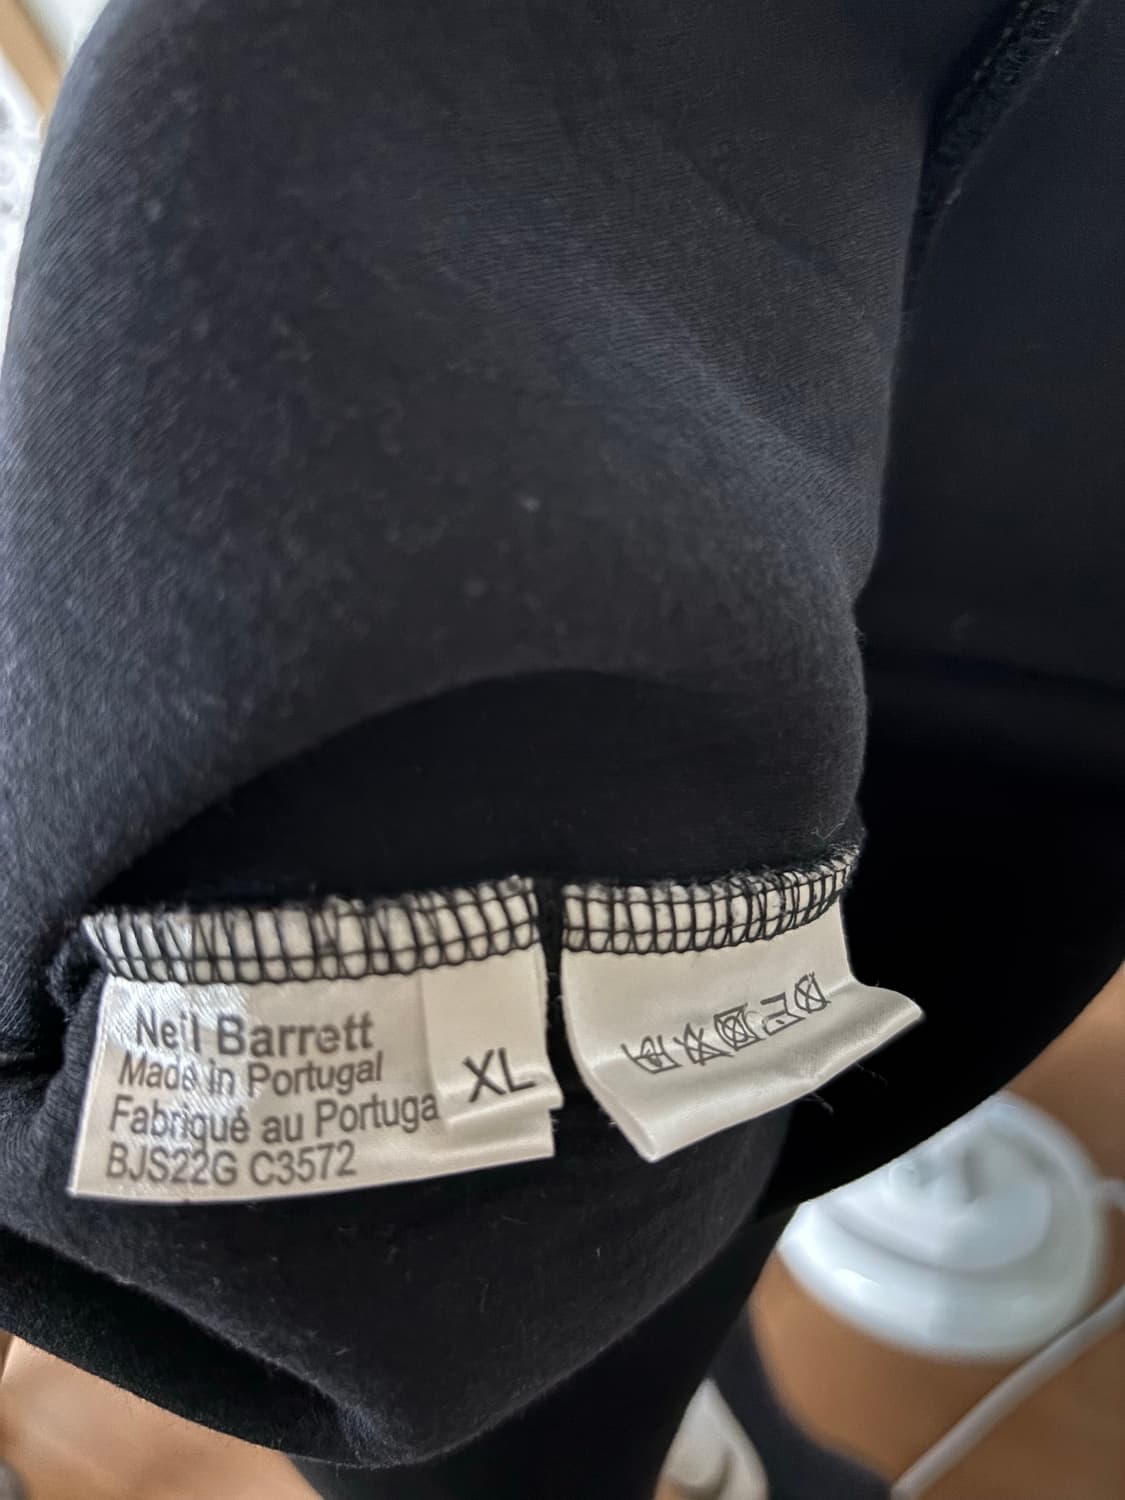 Neil Barrett
Made in Portugal
Fabriqué au Portuga
BJS22G C3572
XL